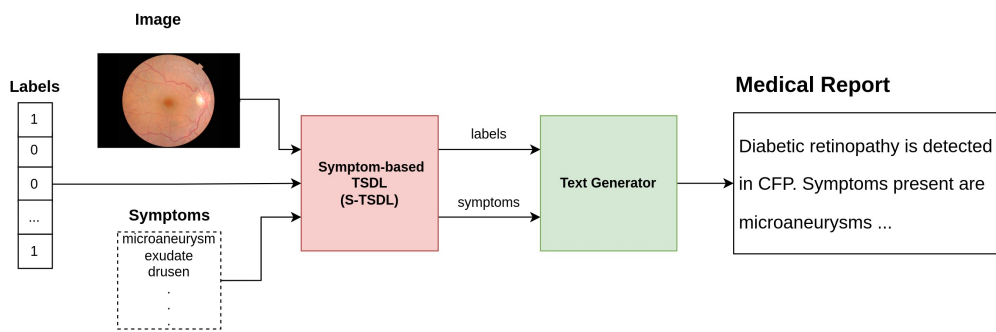 Image
Labels
1
0
0
...
1
Symptoms
microaneurysm
exudate
drusen
.
.
.
Symptom-based
TSDL
(S-TSDL)
labels
symptoms
Text Generator
Medical Report
Diabetic retinopathy is detected
in CFP. Symptoms present are
microaneurysms ...